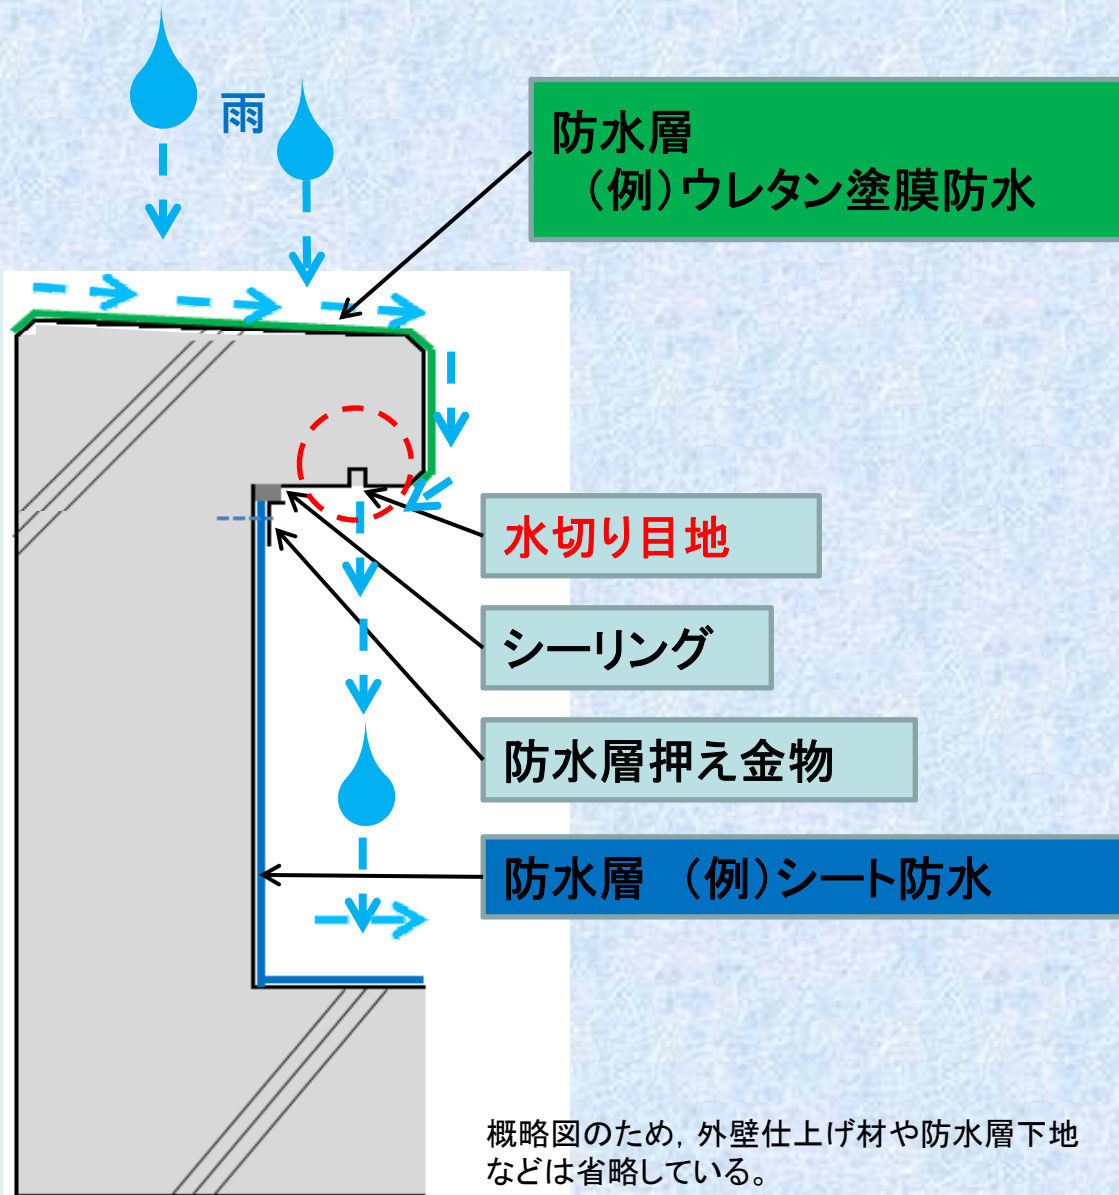 雨
防水層
（例）ウレタン塗膜防水
水切り目地
シーリング
防水層押え金物
防水層　（例）シート防水
概略図のため，外壁仕上げ材や防水層下地
などは省略している。